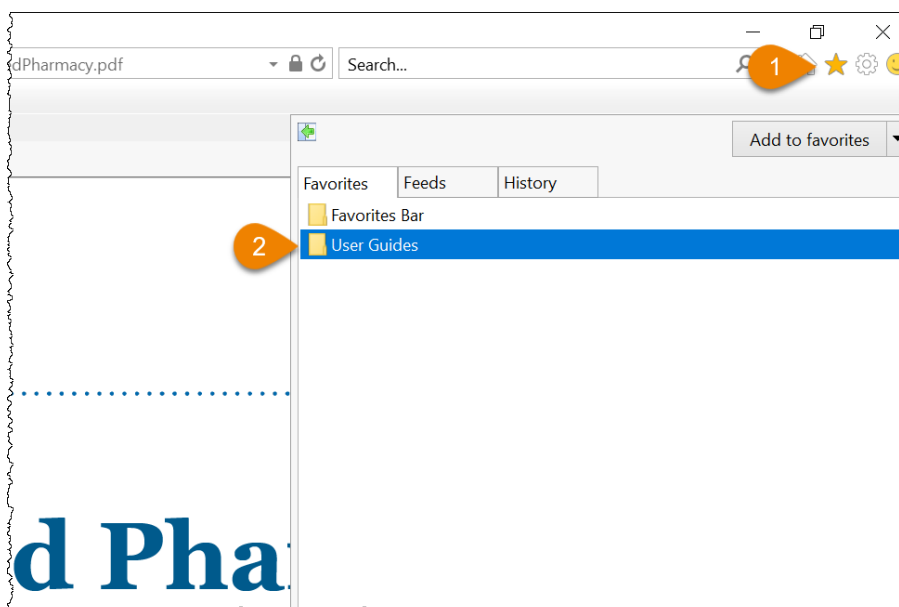 dPharmacy.pdf
Search...
1
Add to favorites
Favorites
Feeds
History
Favorites Bar
2
User Guides
d Pha